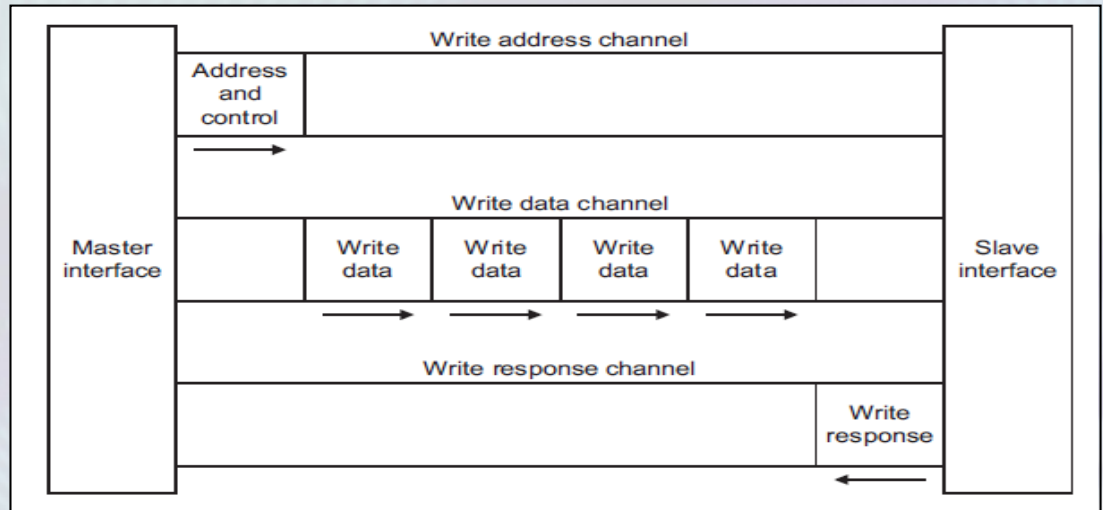 Write address channel
Address
and
control
Write data channel
Master
interface
Write
data
Write
data
Write
data
Write
data
Slave
interface
Write response channel
Write
response